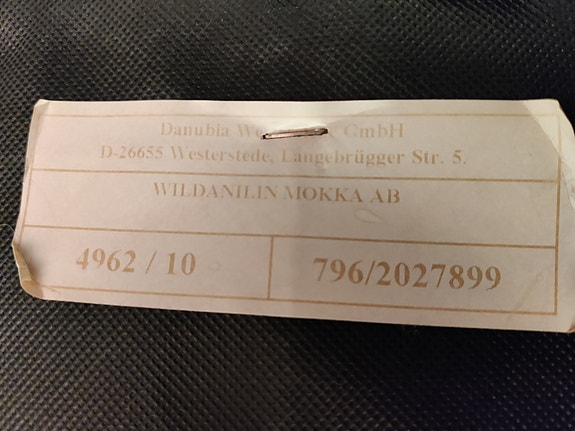 Danubia GmbH
D-26655 Westerstede, Langebrügger Str. 5.
WILDANILIN MOKKA AB
4962 / 10
796/2027899